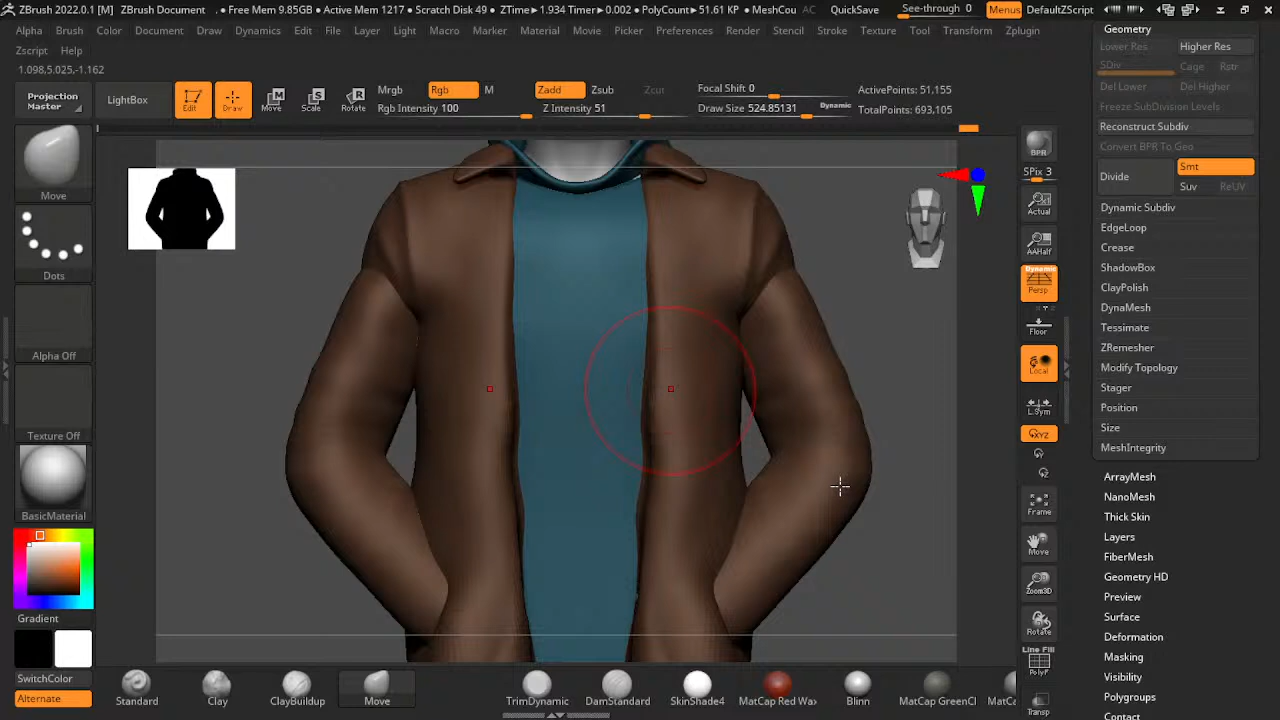 ZBrush 2022.0.1 [M] ZBrush Document . • Free Mem 9.85GB • Active Mem 1217 • Scratch Disk 49 • ZTime▸1.934 Timer▸0.002 • PolyCount▸51.61 KP • MeshCou AC QuickSave See-through 0 Menus DefaultZScript
Alpha Brush Color Document Draw Dynamics Edit File Layer Light Macro Marker Material Movie Picker Preferences Render Stencil Stroke Texture Tool Transform Zplugin
Zscript Help
1.098,5.025,-1.162
Projection Master
LightBox
Edit
Draw
Move
Scale
Rotate
Mrgb Rgb M
Rgb Intensity 100
Zadd Zsub Zcut
Z Intensity 51
Focal Shift 0
Draw Size 524.85131 Dynamic
ActivePoints: 51,155
TotalPoints: 693,105
Move
Dots
Alpha Off
Texture Off
BasicMaterial
Gradient
SwitchColor
Alternate
BPR
SPix 3
Actual
AAHalf
Dynamic
Persp
Floor
Local
L.Sym
XYZ
Frame
Move
Zoom3D
Rotate
Line Fill
PolyF
Transp
Geometry
Lower Res Higher Res
SDiv Cage Rstr
Del Lower Del Higher
Freeze SubDivision Levels
Reconstruct Subdiv
Convert BPR To Geo
Divide Smt
Suv ReUV
Dynamic Subdiv
EdgeLoop
Crease
ShadowBox
ClayPolish
DynaMesh
Tessimate
ZRemesher
Modify Topology
Stager
Position
Size
MeshIntegrity
ArrayMesh
NanoMesh
Thick Skin
Layers
FiberMesh
Geometry HD
Preview
Surface
Deformation
Masking
Visibility
Polygroups
Contact
Standard Clay ClayBuildup Move TrimDynamic DamStandard SkinShade4 MatCap Red Wax Blinn MatCap GreenCl MatCa